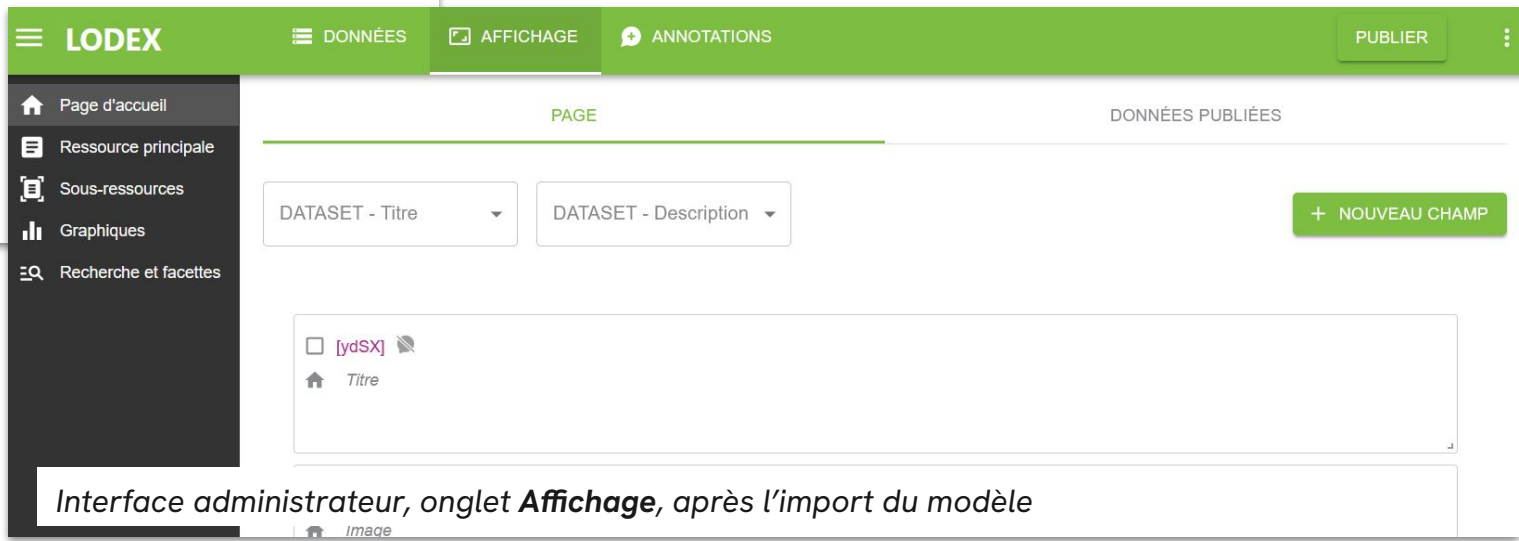 LODEX
DONNÉES
AFFICHAGE
ANNOTATIONS
PUBLIER
Page d'accueil
Ressource principale
Sous-ressources
Graphiques
Recherche et facettes
PAGE
DONNÉES PUBLIÉES
DATASET - Titre
DATASET - Description
+ NOUVEAU CHAMP
[ydSX]
Titre
Interface administrateur, onglet Affichage, après l’import du modèle
Image